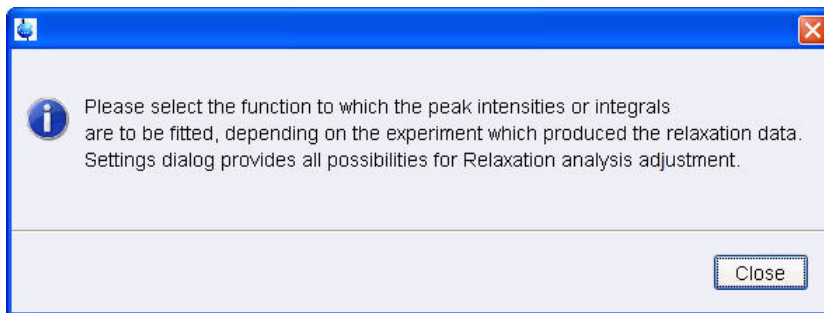 Please select the function to which the peak intensities or integrals
are to be fitted, depending on the experiment which produced the relaxation data.
Settings dialog provides all possibilities for Relaxation analysis adjustment.
Close